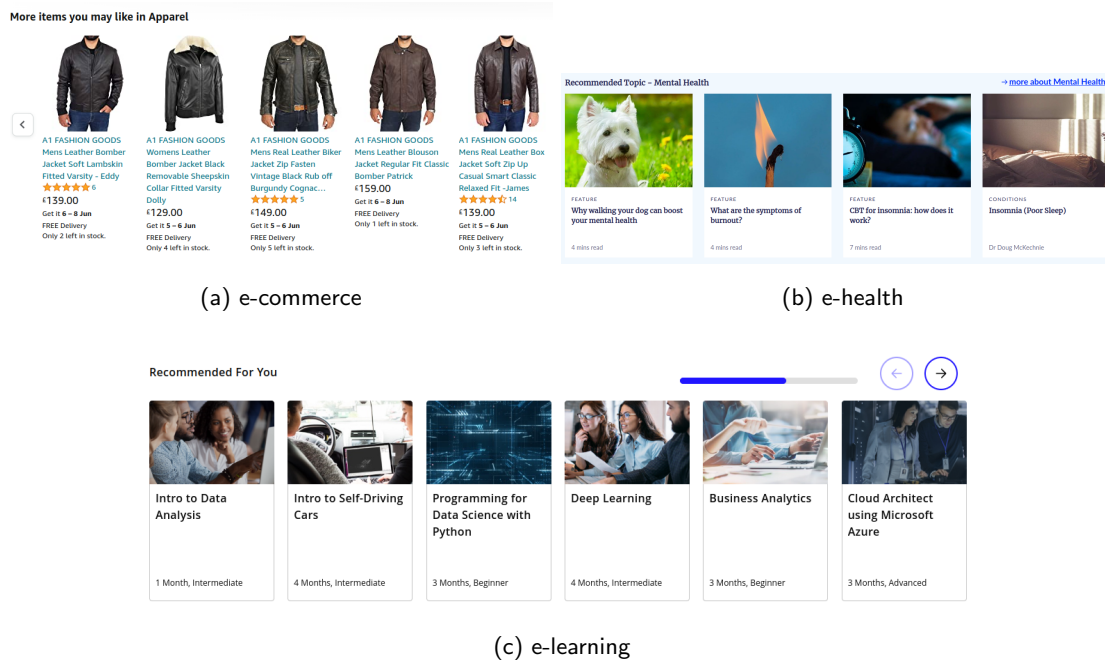 More items you may like in Apparel
A1 FASHION GOODS
Mens Leather Bomber
Jacket Soft Lambskin
Fitted Varsity - Eddy
6
£139.00
Get it 6 – 8 Jun
FREE Delivery
Only 2 left in stock.
A1 FASHION GOODS
Womens Leather
Bomber Jacket Black
Removable Sheepskin
Collar Fitted Varsity
Dolly
£129.00
Get it 5 – 6 Jun
FREE Delivery
Only 4 left in stock.
A1 FASHION GOODS
Mens Real Leather Biker
Jacket Zip Fasten
Vintage Black Rub off
Burgundy Cognac...
5
£149.00
Get it 5 – 6 Jun
FREE Delivery
Only 5 left in stock.
A1 FASHION GOODS
Mens Leather Blouson
Jacket Regular Fit Classic
Bomber Patrick
£159.00
Get it 6 – 8 Jun
FREE Delivery
Only 1 left in stock.
A1 FASHION GOODS
Mens Real Leather Box
Jacket Soft Zip Up
Casual Smart Classic
Relaxed Fit -James
14
£139.00
Get it 5 – 6 Jun
FREE Delivery
Only 3 left in stock.
(a) e-commerce
Recommended Topic – Mental Health
→ more about Mental Health
FEATURE
Why walking your dog can boost
your mental health
4 mins read
FEATURE
What are the symptoms of
burnout?
4 mins read
FEATURE
CBT for insomnia: how does it
work?
7 mins read
CONDITIONS
Insomnia (Poor Sleep)
Dr Doug McKechnie
(b) e-health
Recommended For You
Intro to Data
Analysis
1 Month, Intermediate
Intro to Self-Driving
Cars
4 Months, Intermediate
Programming for
Data Science with
Python
3 Months, Beginner
Deep Learning
4 Months, Intermediate
Business Analytics
3 Months, Beginner
Cloud Architect
using Microsoft
Azure
3 Months, Advanced
(c) e-learning